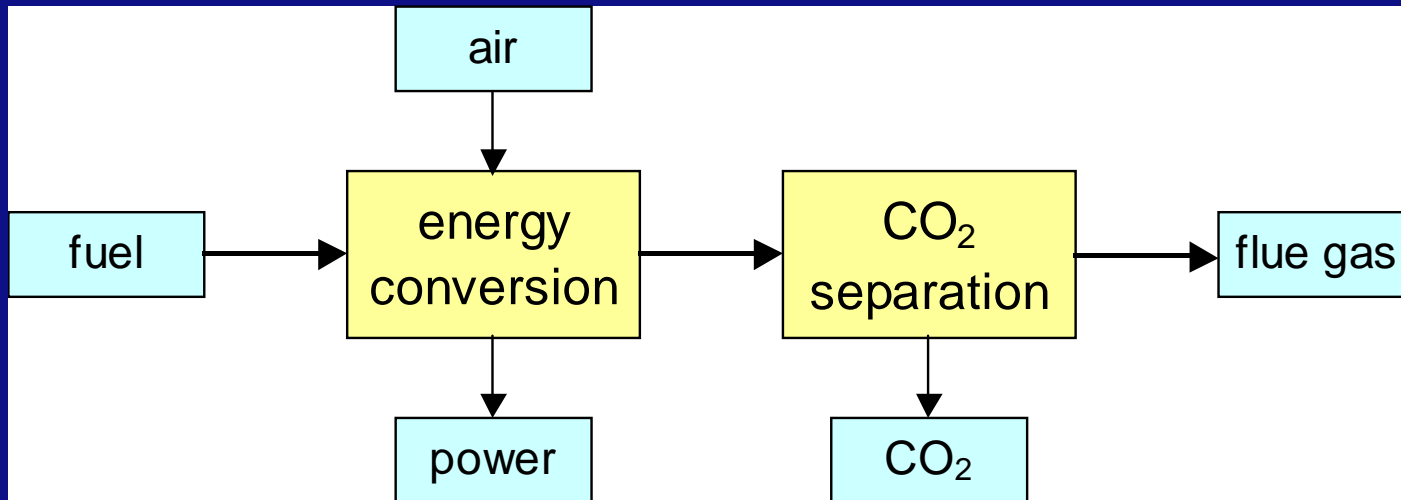 air
fuel
energy
conversion
CO₂
separation
flue gas
power
CO₂